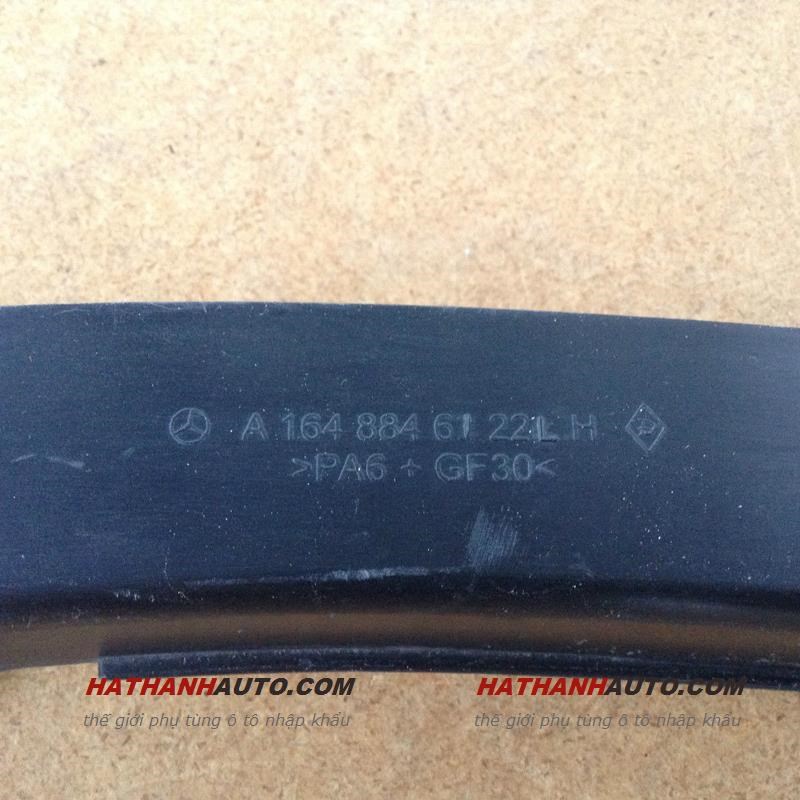 A 164 884 61 22 L H
>PA6 + GF30<
HATHANHAUTO.COM
thế giới phụ tùng ô tô nhập khẩu
HATHANHAUTO.COM
thế giới phụ tùng ô tô nhập khẩu